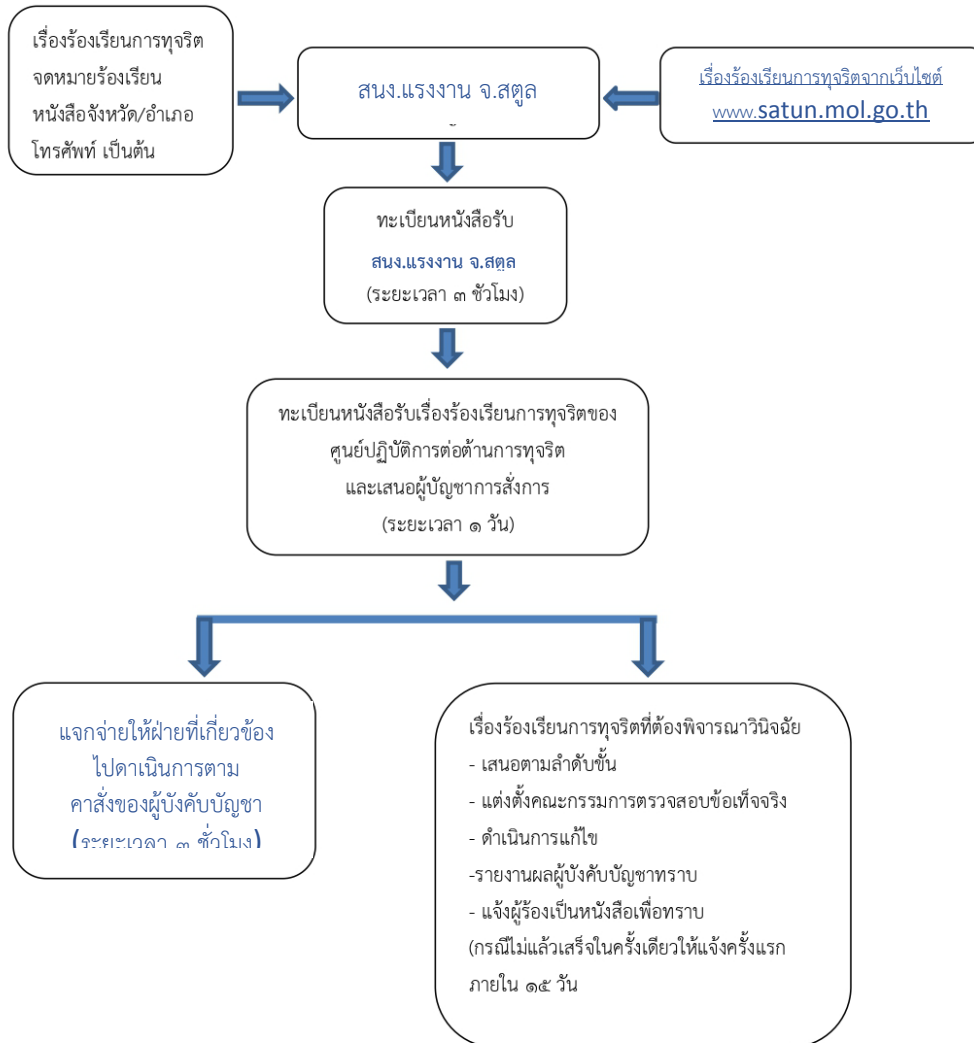 เรื่องร้องเรียนการทุจริต
จดหมายร้องเรียน
หนังสือจังหวัด/อำเภอ
โทรศัพท์ เป็นต้น
สนง.แรงงาน จ.สตูล
เรื่องร้องเรียนการทุจริตจากเว็บไซต์
www.satun.mol.go.th
ทะเบียนหนังสือรับ
สนง.แรงงาน จ.สตูล
(ระยะเวลา ๓ ชั่วโมง)
ทะเบียนหนังสือรับเรื่องร้องเรียนการทุจริตของ
ศูนย์ปฏิบัติการต่อต้านการทุจริต
และเสนอผู้บัญชาการสั่งการ
(ระยะเวลา ๑ วัน)
แจกจ่ายให้ฝ่ายที่เกี่ยวข้อง
ไปดาเนินการตาม
คาสั่งของผู้บังคับบัญชา
(ระยะเวลา ๓ ชั่วโมง)
เรื่องร้องเรียนการทุจริตที่ต้องพิจารณาวินิจฉัย
- เสนอตามลำดับขั้น
- แต่งตั้งคณะกรรมการตรวจสอบข้อเท็จจริง
- ดำเนินการแก้ไข
-รายงานผลผู้บังคับบัญชาทราบ
- แจ้งผู้ร้องเป็นหนังสือเพื่อทราบ
(กรณีไม่แล้วเสร็จในครั้งเดียวให้แจ้งครั้งแรก
ภายใน ๑๕ วัน